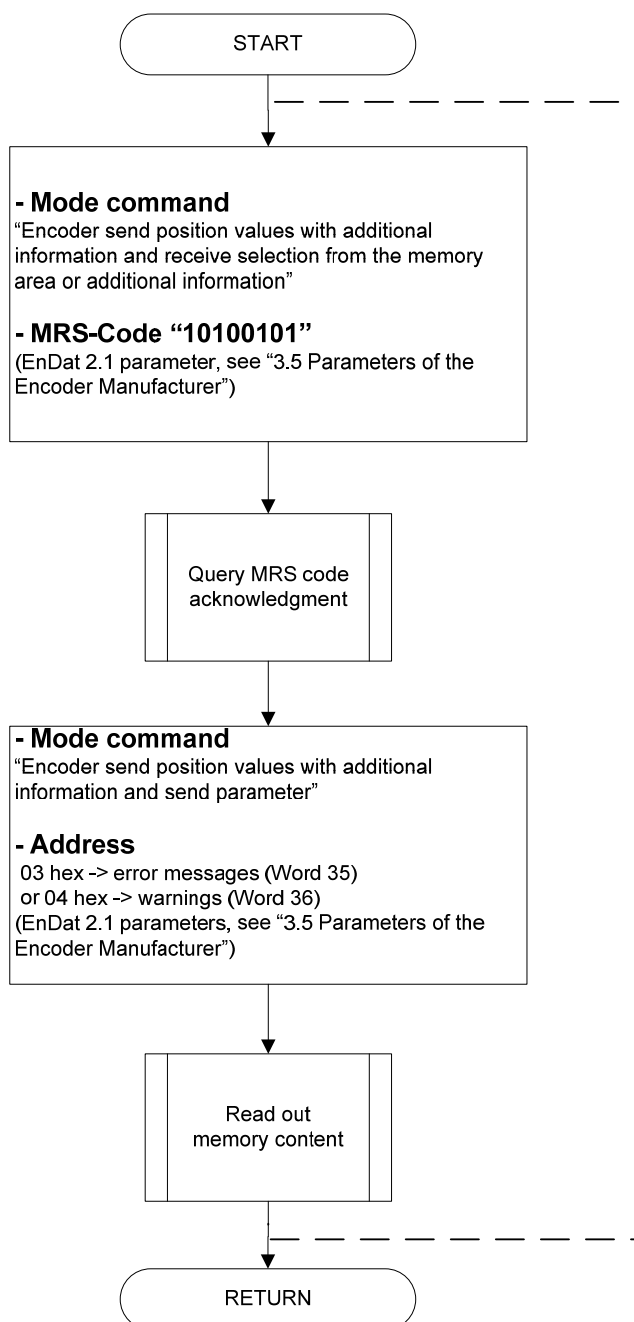 START
- Mode command
“Encoder send position values with additional
information and receive selection from the memory
area or additional information”
- MRS-Code “10100101”
(EnDat 2.1 parameter, see “3.5 Parameters of the
Encoder Manufacturer”)
Query MRS code
acknowledgment
- Mode command
“Encoder send position values with additional
information and send parameter”
- Address
03 hex -> error messages (Word 35)
or 04 hex -> warnings (Word 36)
(EnDat 2.1 parameters, see “3.5 Parameters of the
Encoder Manufacturer”)
Read out
memory content
RETURN